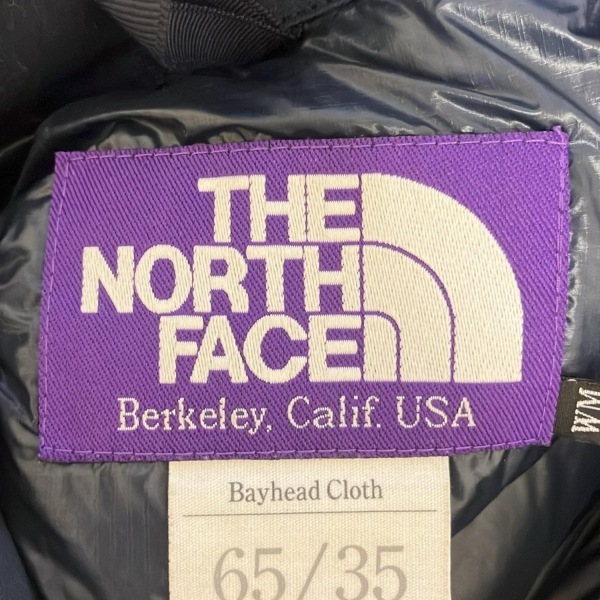 THE
NORTH
FACE
Berkeley, Calif. USA
WM
Bayhead Cloth
65/35